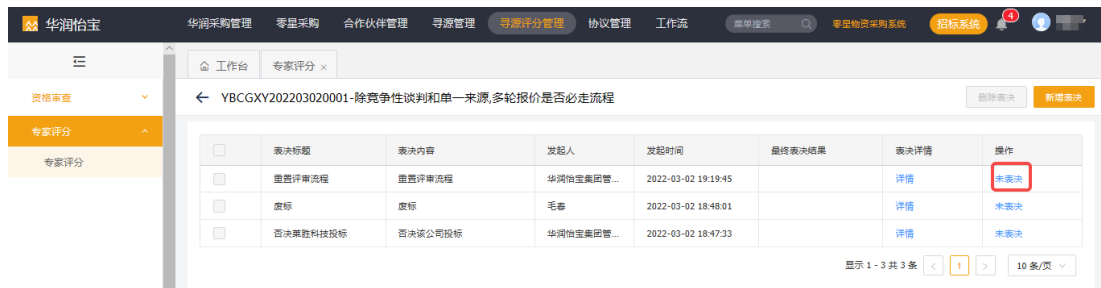 华润怡宝 华润采购管理 零星采购 合作伙伴管理 寻源管理 寻源评分管理 协议管理 工作流 菜单搜索 零星物资采购系统 招标系统 4
工作台 专家评分 ×
资格审查
YBCGXY202203020001-除竞争性谈判和单一来源,多轮报价是否必走流程 删除表决 新增表决
专家评分
专家评分
表决标题 表决内容 发起人 发起时间 最终表决结果 表决详情 操作
重置评审流程 重置评审流程 华润怡宝集团管... 2022-03-02 19:19:45 详情 未表决
废标 废标 毛春 2022-03-02 18:48:01 详情 未表决
否决莱胜科技投标 否决该公司投标 华润怡宝集团管... 2022-03-02 18:47:33 详情 未表决
显示 1 - 3 共 3 条 < 1 > 10 条/页